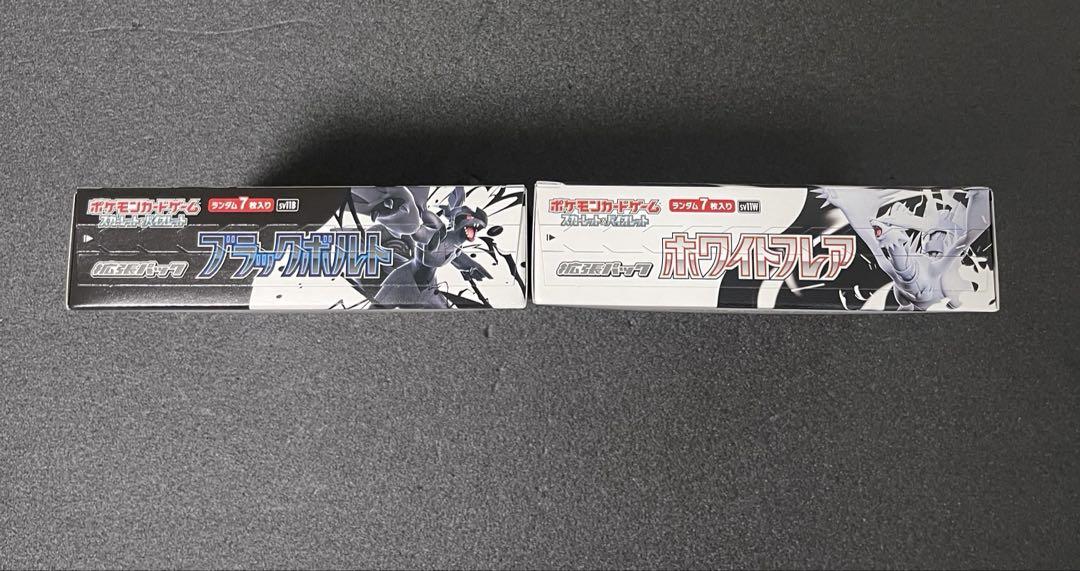 ポケモンカードゲーム
スカーレット&バイオレット
ランダム7枚入り sv11B
拡張パック ブラックボルト
ポケモンカードゲーム
スカーレット&バイオレット
ランダム7枚入り sv11W
拡張パック ホワイトフレア